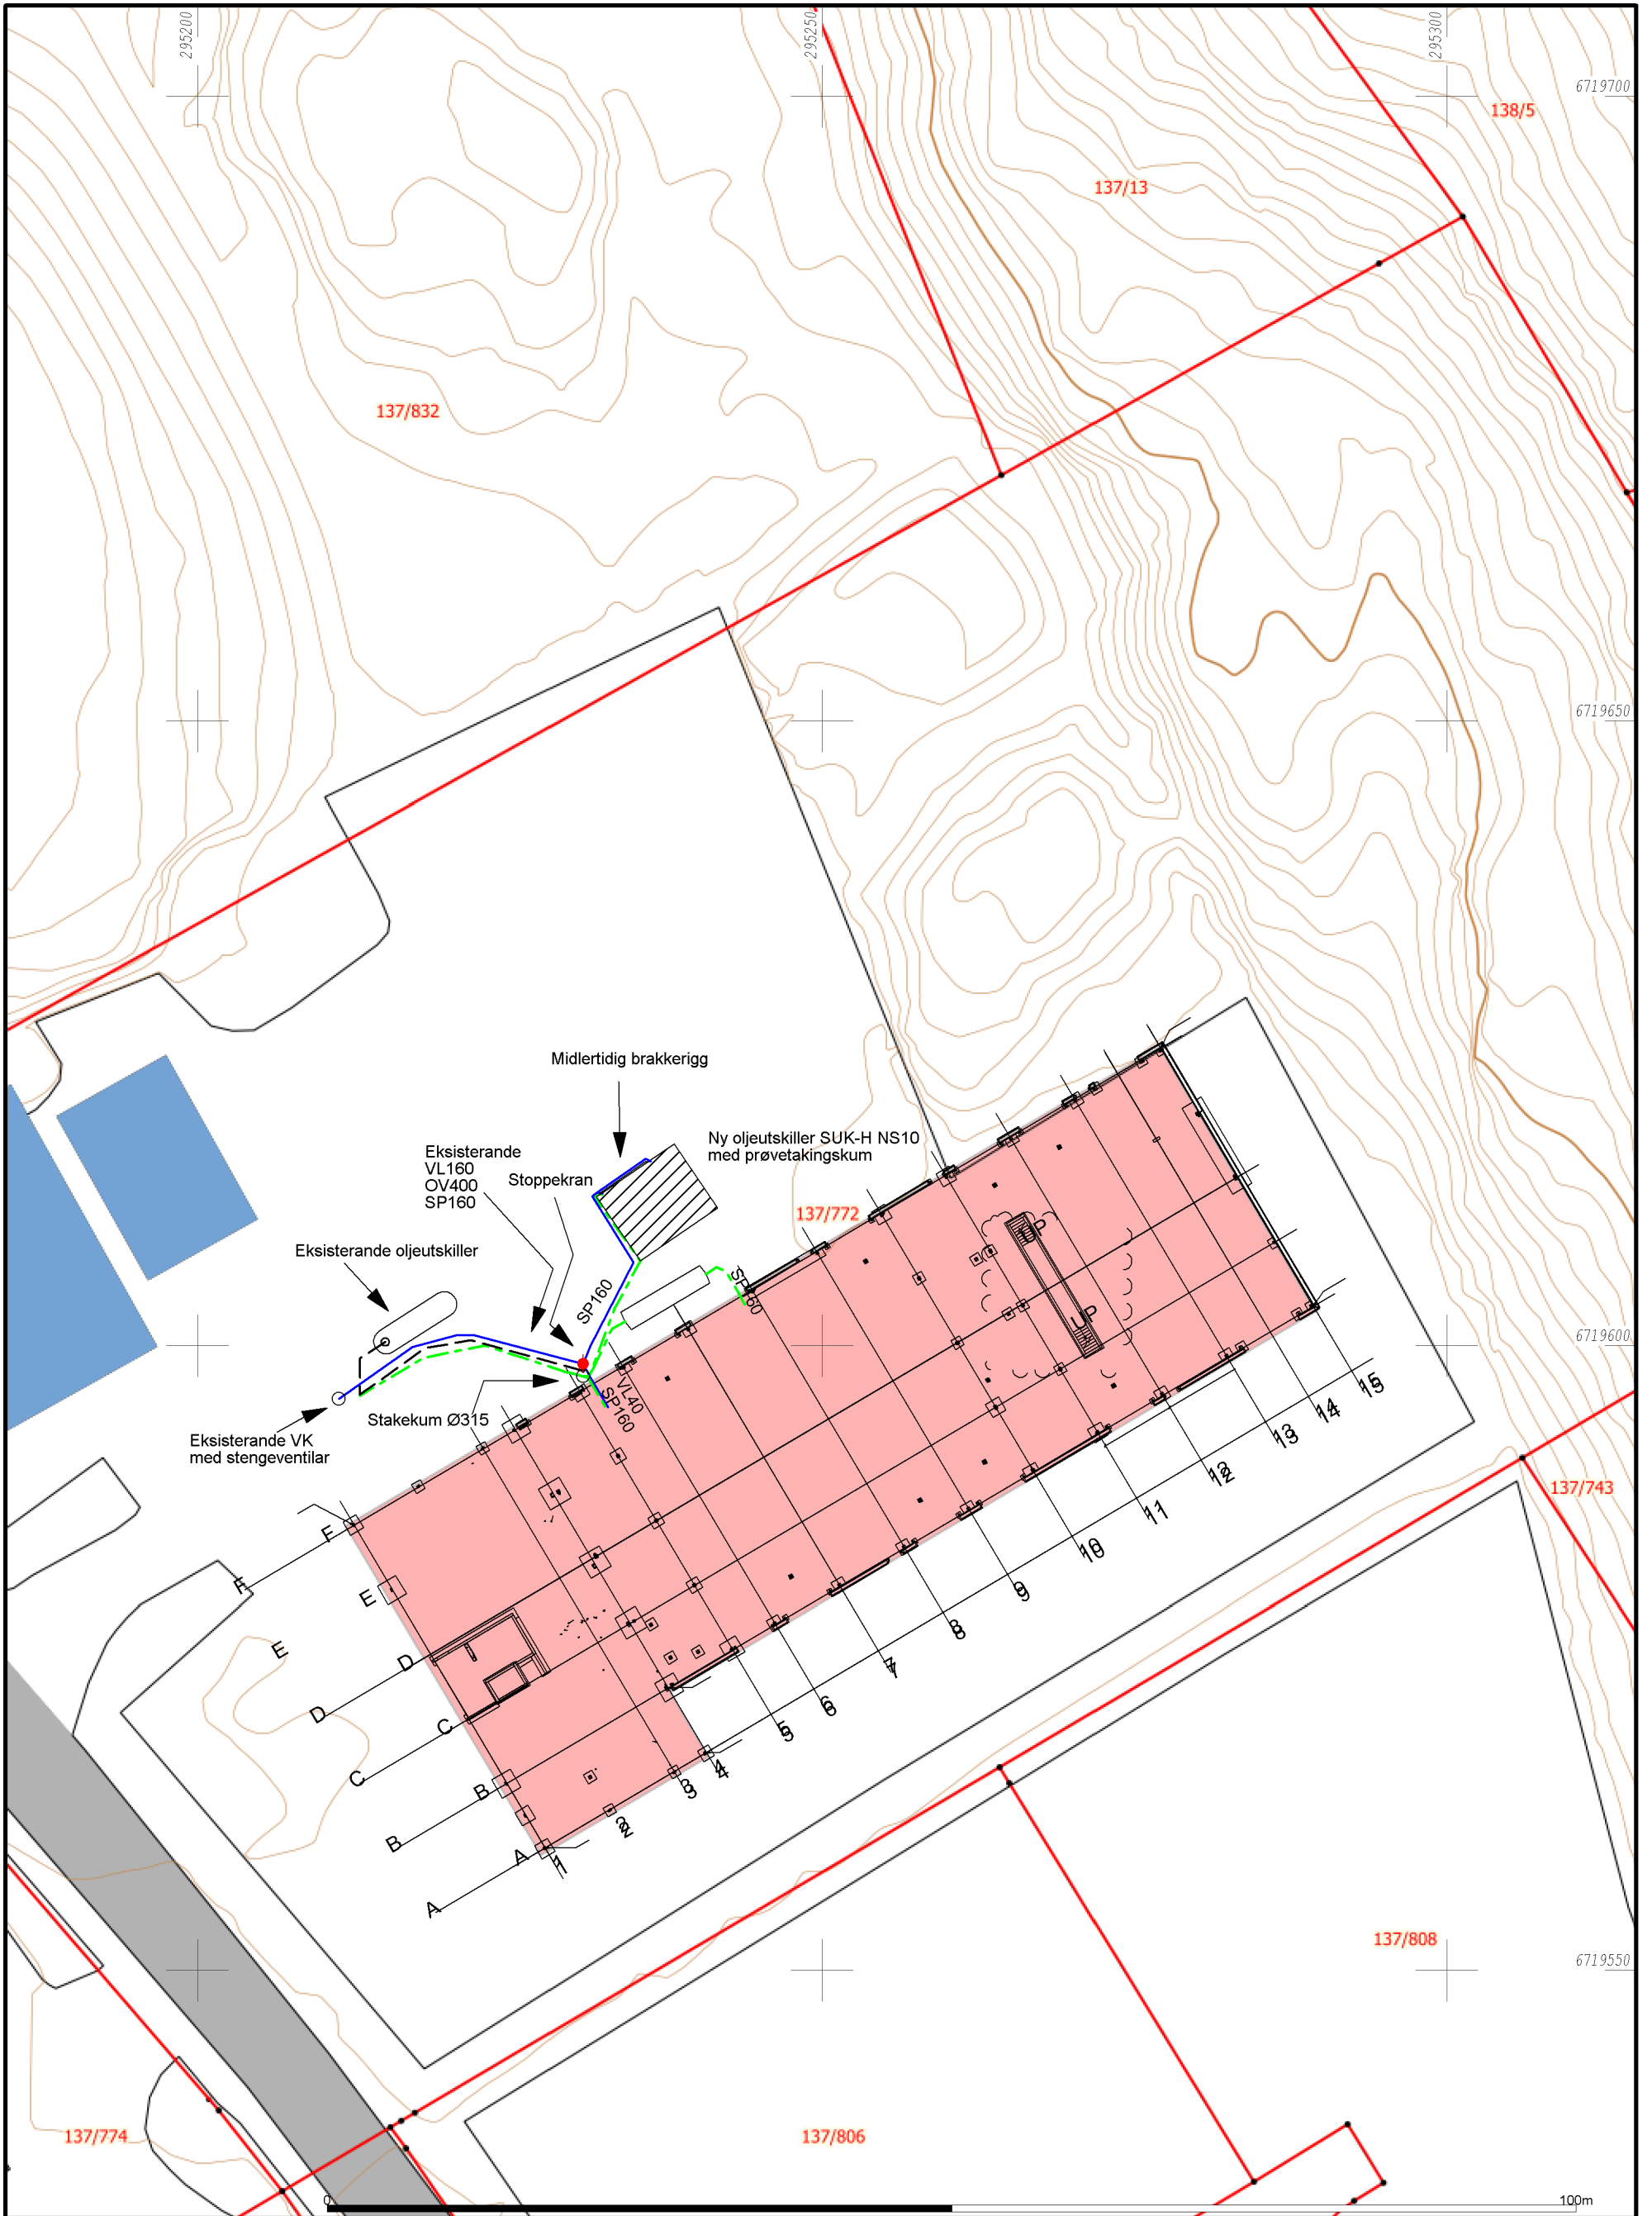 295200
295250
295300
6719700
138/5
137/13
137/832
6719650
Midlertidig brakkerigg
Ny oljeutskiller SUK-H NS10
med prøvetakingskum
Eksisterande
VL160
OV400
SP160
Stoppekran
137/772
Eksisterande oljeutskiller
SP160
SP160
UP
UP
6719600
VL40
SP160
Stakekum Ø315
Eksisterande VK
med stengeventilar
15
14
13
12
11
10
9
8
7
6
5
4
3
2
1
137/743
F
F
E
E
D
D
C
C
B
B
A
A
137/808
6719550
137/774
137/806
0
100m